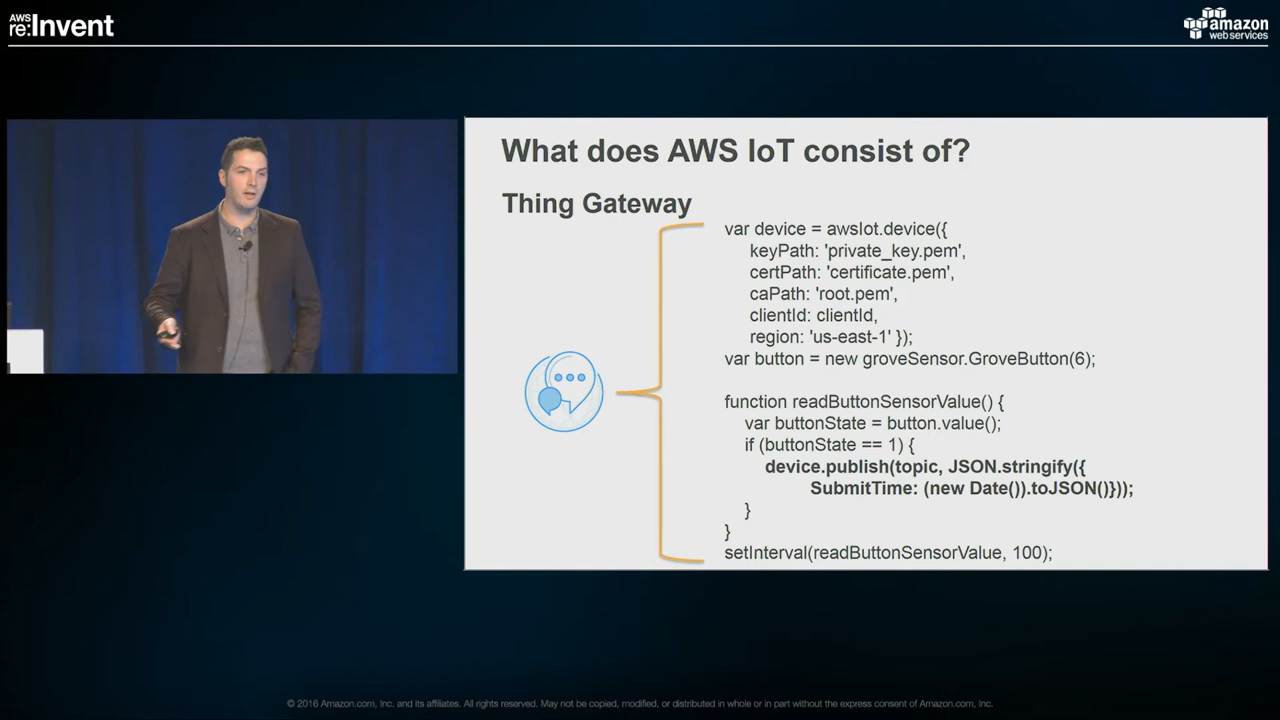 AWS
re:Invent
amazon
web services
What does AWS IoT consist of?
Thing Gateway
var device = awsIot.device({
keyPath: 'private_key.pem',
certPath: 'certificate.pem',
caPath: 'root.pem',
clientId: clientId,
region: 'us-east-1' });
var button = new groveSensor.GroveButton(6);
function readButtonSensorValue() {
var buttonState = button.value();
if (buttonState == 1) {
device.publish(topic, JSON.stringify({
SubmitTime: (new Date()).toJSON()}));
}
}
setInterval(readButtonSensorValue, 100);
© 2016 Amazon.com, Inc. and its affiliates. All rights reserved. May not be copied, modified, or distributed in whole or in part without the express consent of Amazon.com, Inc.